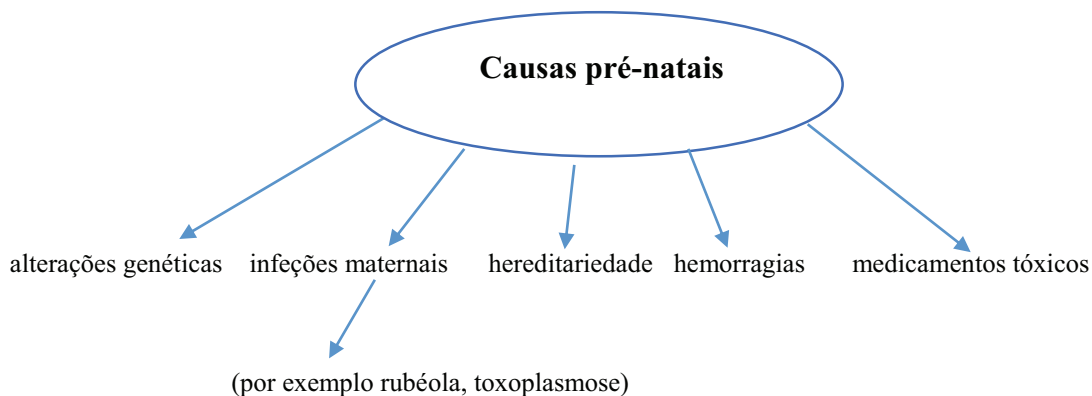 Causas pré-natais
alterações genéticas infeções maternais hereditariedade hemorragias medicamentos tóxicos
(por exemplo rubéola, toxoplasmose)